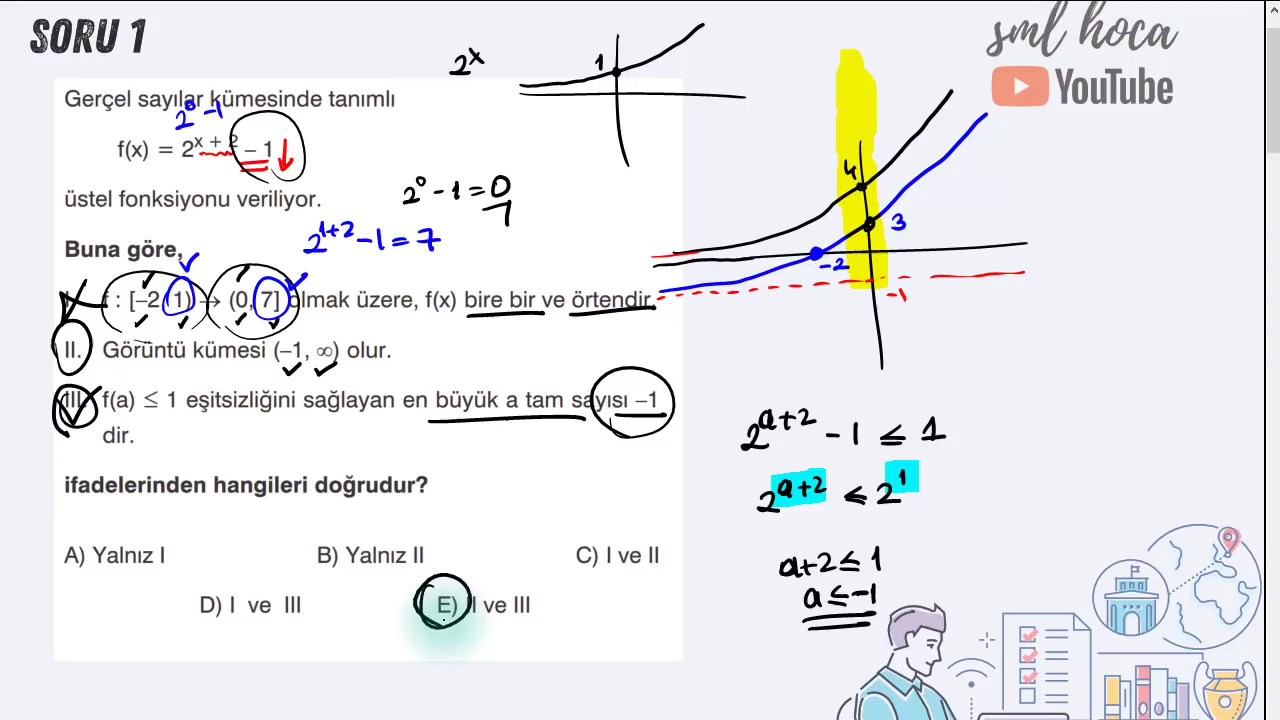 SORU 1
sml hoca
YouTube
2^x
1
Gerçel sayılar kümesinde tanımlı
2^0 -1
f(x) = 2^{x + 2} - 1
üstel fonksiyonu veriliyor.
2^0 - 1 = 0
7
2^{1+2} - 1 = 7
Buna göre,
I. f : [-2, 1) → (0, 7] olmak üzere, f(x) bire bir ve örtendir.
II. Görüntü kümesi (-1, ∞) olur.
III. f(a) ≤ 1 eşitsizliğini sağlayan en büyük a tam sayısı -1
dir.
ifadelerinden hangileri doğrudur?
A) Yalnız I
B) Yalnız II
C) I ve II
D) I ve III
E) II ve III
4
3
-2
-1
2^{a+2} - 1 ≤ 1
2^{a+2} ≤ 2^1
a+2 ≤ 1
a ≤ -1